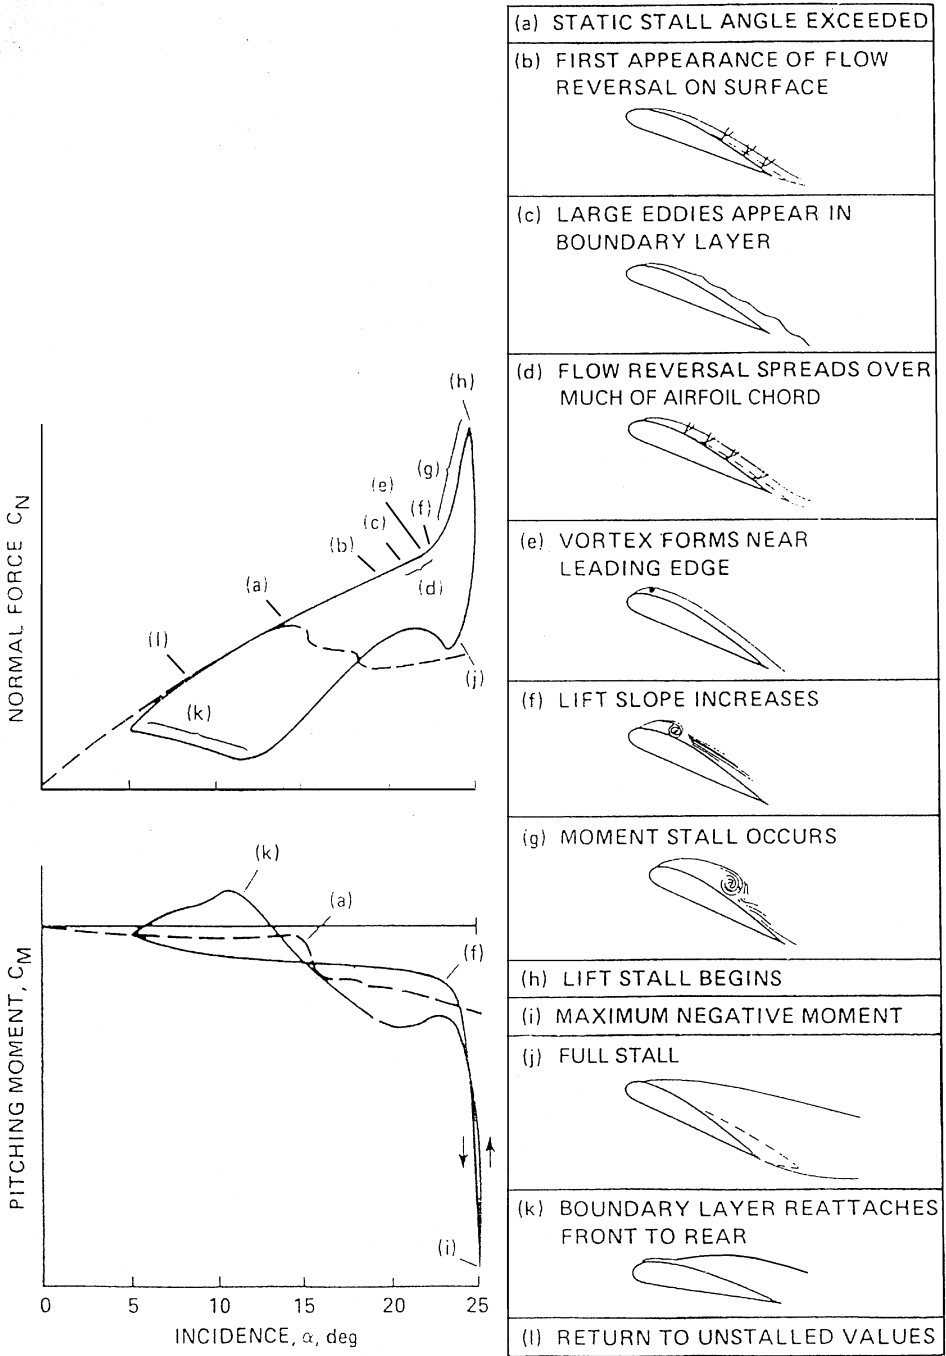 (h)
(g)
(e)
(c)
(f)
(b)
(d)
(a)
(l)
(k)
(j)
NORMAL FORCE CN
(k)
(a)
(f)
(i)
PITCHING MOMENT, CM
0 5 10 15 20 25
INCIDENCE, α, deg
(a) STATIC STALL ANGLE EXCEEDED
(b) FIRST APPEARANCE OF FLOW
REVERSAL ON SURFACE
(c) LARGE EDDIES APPEAR IN
BOUNDARY LAYER
(d) FLOW REVERSAL SPREADS OVER
MUCH OF AIRFOIL CHORD
(e) VORTEX FORMS NEAR
LEADING EDGE
(f) LIFT SLOPE INCREASES
(g) MOMENT STALL OCCURS
(h) LIFT STALL BEGINS
(i) MAXIMUM NEGATIVE MOMENT
(j) FULL STALL
(k) BOUNDARY LAYER REATTACHES
FRONT TO REAR
(l) RETURN TO UNSTALLED VALUES